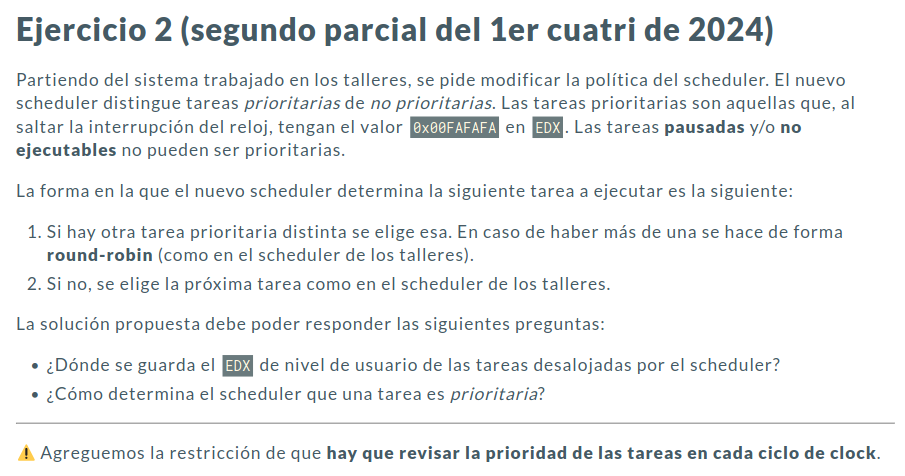 Ejercicio 2 (segundo parcial del 1er cuatri de 2024)
Partiendo del sistema trabajado en los talleres, se pide modificar la política del scheduler. El nuevo
scheduler distingue tareas prioritarias de no prioritarias. Las tareas prioritarias son aquellas que, al
saltar la interrupción del reloj, tengan el valor 0x00FAFAFA en EDX. Las tareas pausadas y/o no
ejecutables no pueden ser prioritarias.
La forma en la que el nuevo scheduler determina la siguiente tarea a ejecutar es la siguiente:
1. Si hay otra tarea prioritaria distinta se elige esa. En caso de haber más de una se hace de forma
round-robin (como en el scheduler de los talleres).
2. Si no, se elige la próxima tarea como en el scheduler de los talleres.
La solución propuesta debe poder responder las siguientes preguntas:
• ¿Dónde se guarda el EDX de nivel de usuario de las tareas desalojadas por el scheduler?
• ¿Cómo determina el scheduler que una tarea es prioritaria?
⚠️ Agreguemos la restricción de que hay que revisar la prioridad de las tareas en cada ciclo de clock.